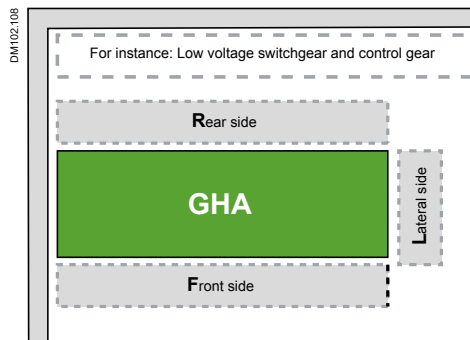 DM102.108
For instance: Low voltage switchgear and control gear
Rear side
GHA
Lateral side
Front side